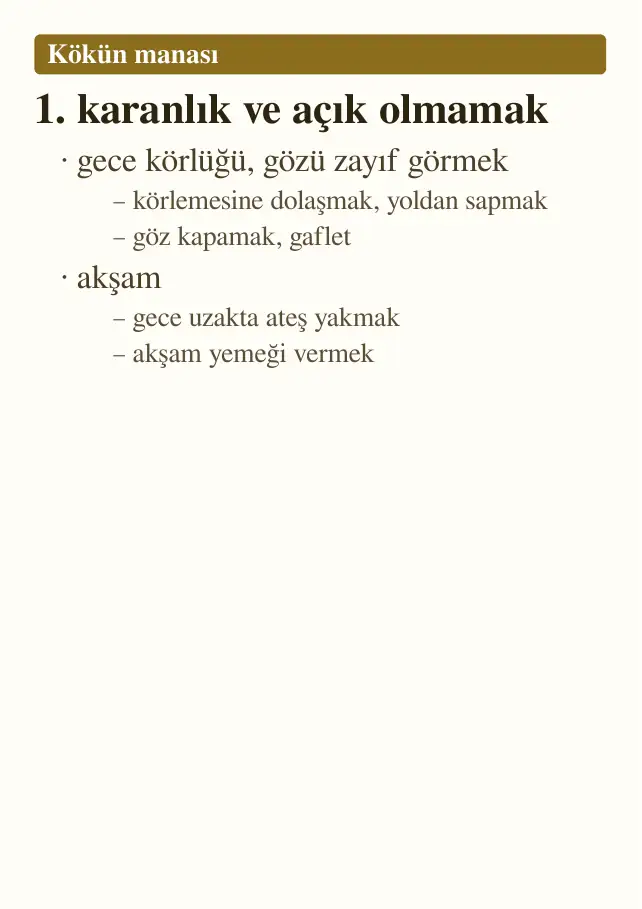 Kökün manası
1. karanlık ve açık olmamak
· gece körlüğü, gözü zayıf görmek
– körlemesine dolaşmak, yoldan sapmak
– göz kapamak, gaflet
· akşam
– gece uzakta ateş yakmak
– akşam yemeği vermek